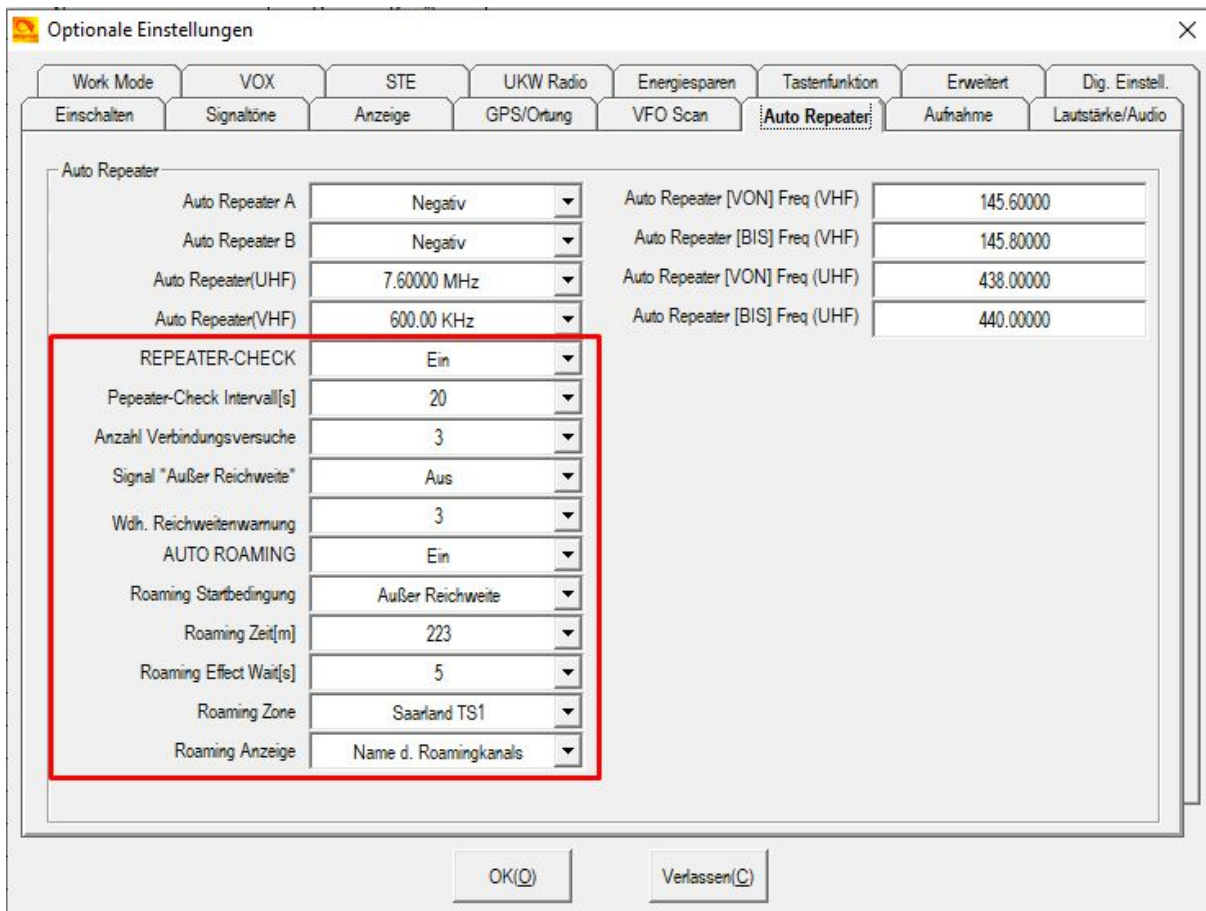 Optionale Einstellungen
Work Mode VOX STE UKW Radio Energiesparen Tastenfunktion Erweitert Dig. Einstell.
Einschalten Signaltöne Anzeige GPS/Ortung VFO Scan Auto Repeater Aufnahme Lautstärke/Audio
Auto Repeater
Auto Repeater A Negativ
Auto Repeater B Negativ
Auto Repeater(UHF) 7.60000 MHz
Auto Repeater(VHF) 600.00 KHz
REPEATER-CHECK Ein
Pepeater-Check Intervall[s] 20
Anzahl Verbindungsversuche 3
Signal "Außer Reichweite" Aus
Wdh. Reichweitenwarnung 3
AUTO ROAMING Ein
Roaming Startbedingung Außer Reichweite
Roaming Zeit[m] 223
Roaming Effect Wait[s] 5
Roaming Zone Saarland TS1
Roaming Anzeige Name d. Roamingkanals
Auto Repeater [VON] Freq (VHF) 145.60000
Auto Repeater [BIS] Freq (VHF) 145.80000
Auto Repeater [VON] Freq (UHF) 438.00000
Auto Repeater [BIS] Freq (UHF) 440.00000
OK(O) Verlassen(C)